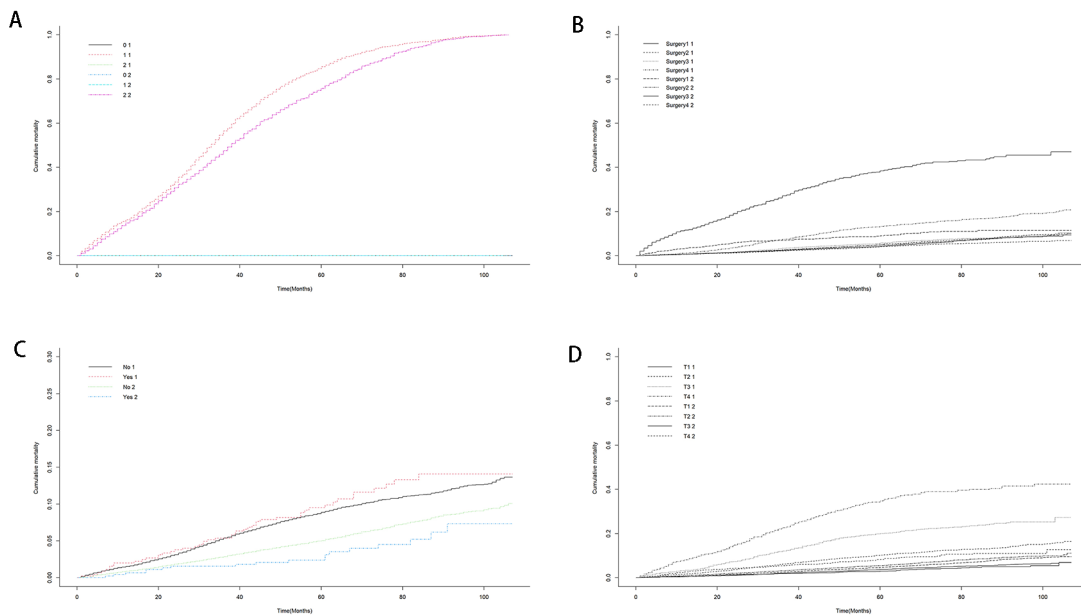 A
1.0
0.8
0.6
0.4
0.2
0.0
Cumulative mortality
0 1
1 1
2 1
0 2
1 2
2 2
0
20
40
60
80
100
Time(Months)
B
1.0
0.8
0.6
0.4
0.2
0.0
Cumulative mortality
Surgery1 1
Surgery2 1
Surgery3 1
Surgery4 1
Surgery1 2
Surgery2 2
Surgery3 2
Surgery4 2
0
20
40
60
80
100
Time(Months)
C
0.30
0.25
0.20
0.15
0.10
0.05
0.00
Cumulative mortality
No 1
Yes 1
No 2
Yes 2
0
20
40
60
80
100
Time(Months)
D
1.0
0.8
0.6
0.4
0.2
0.0
Cumulative mortality
T1 1
T2 1
T3 1
T4 1
T1 2
T2 2
T3 2
T4 2
0
20
40
60
80
100
Time(Months)